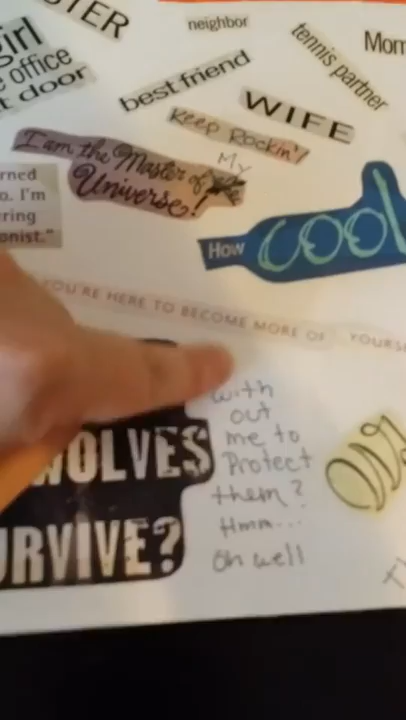 neighbor
tennis partner
Mom
girl
office
t door
best friend
WIFE
Keep Rockin'!
My
I am the Master of
Universe!
rned
o. I'm
ring
onist."
How cool
YOU'RE HERE TO BECOME MORE OF YOURS
WOLVES
URVIVE?
with
out
me to
Protect
them?
Hmm...
Oh well